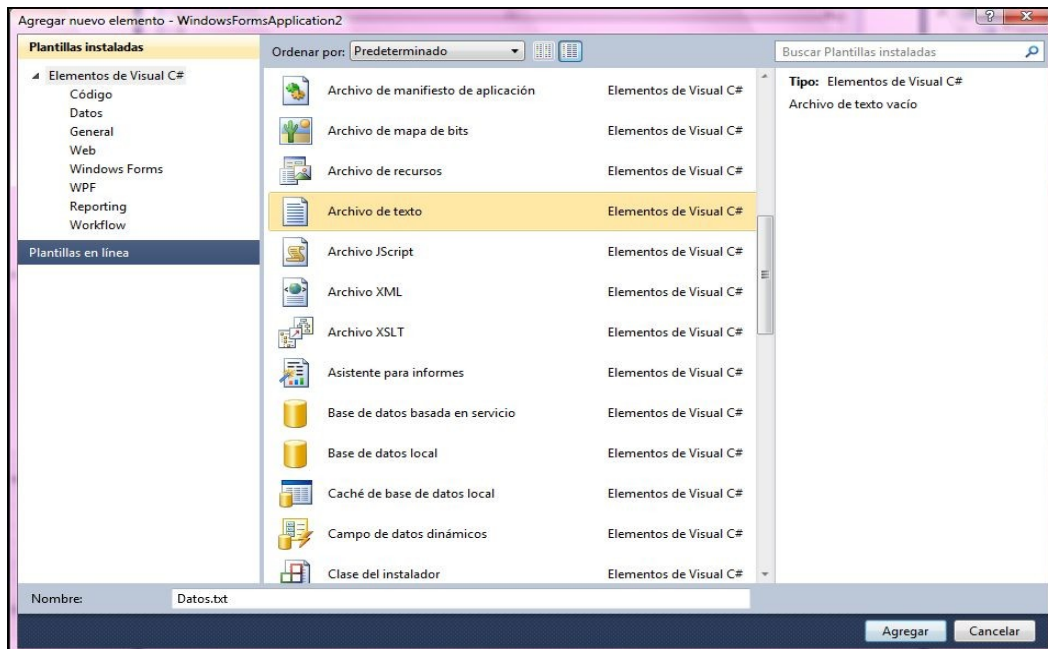 Agregar nuevo elemento - WindowsFormsApplication2
Plantillas instaladas
Elementos de Visual C#
Código
Datos
General
Web
Windows Forms
WPF
Reporting
Workflow
Plantillas en línea
Ordenar por: Predeterminado
Archivo de manifiesto de aplicación Elementos de Visual C#
Archivo de mapa de bits Elementos de Visual C#
Archivo de recursos Elementos de Visual C#
Archivo de texto Elementos de Visual C#
Archivo JScript Elementos de Visual C#
Archivo XML Elementos de Visual C#
Archivo XSLT Elementos de Visual C#
Asistente para informes Elementos de Visual C#
Base de datos basada en servicio Elementos de Visual C#
Base de datos local Elementos de Visual C#
Caché de base de datos local Elementos de Visual C#
Campo de datos dinámicos Elementos de Visual C#
Clase del instalador Elementos de Visual C#
Buscar Plantillas instaladas
Tipo: Elementos de Visual C#
Archivo de texto vacío
Nombre: Datos.txt
Agregar Cancelar